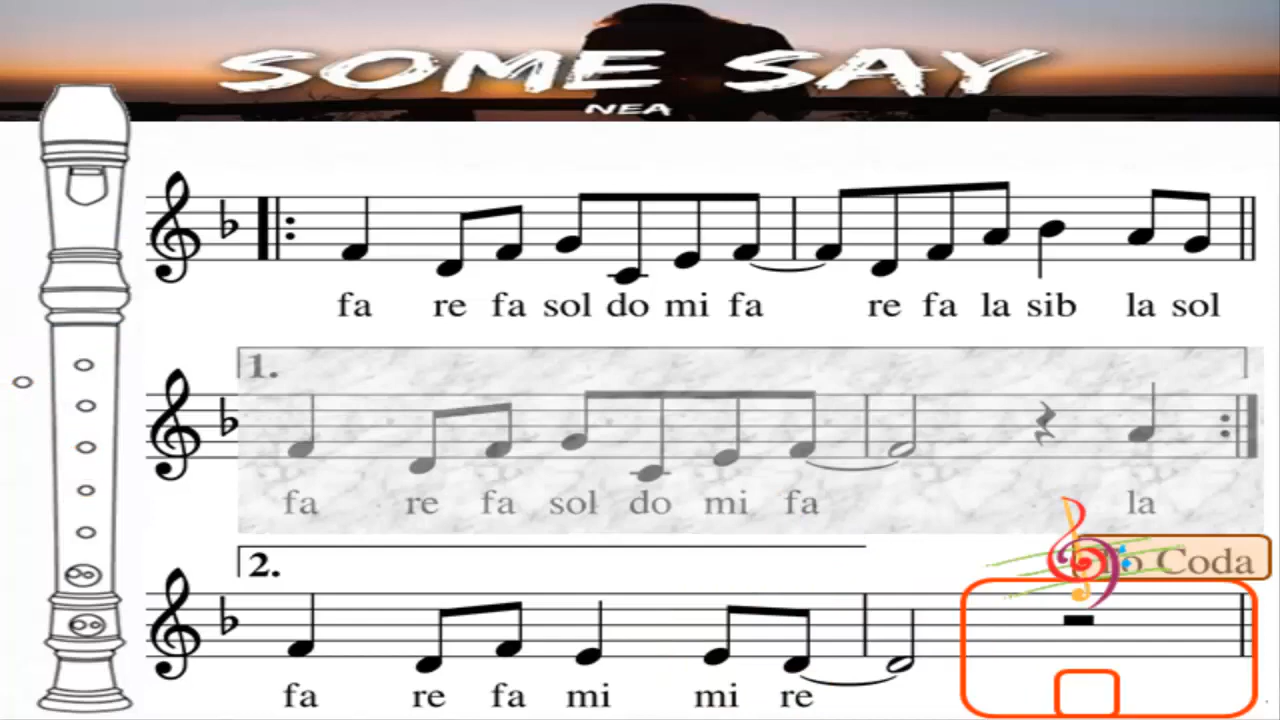 SOME SAY
NEA
fa re fa sol do mi fa re fa la sib la sol
1.
fa re fa sol do mi fa la
To Coda
2.
fa re fa mi mi re